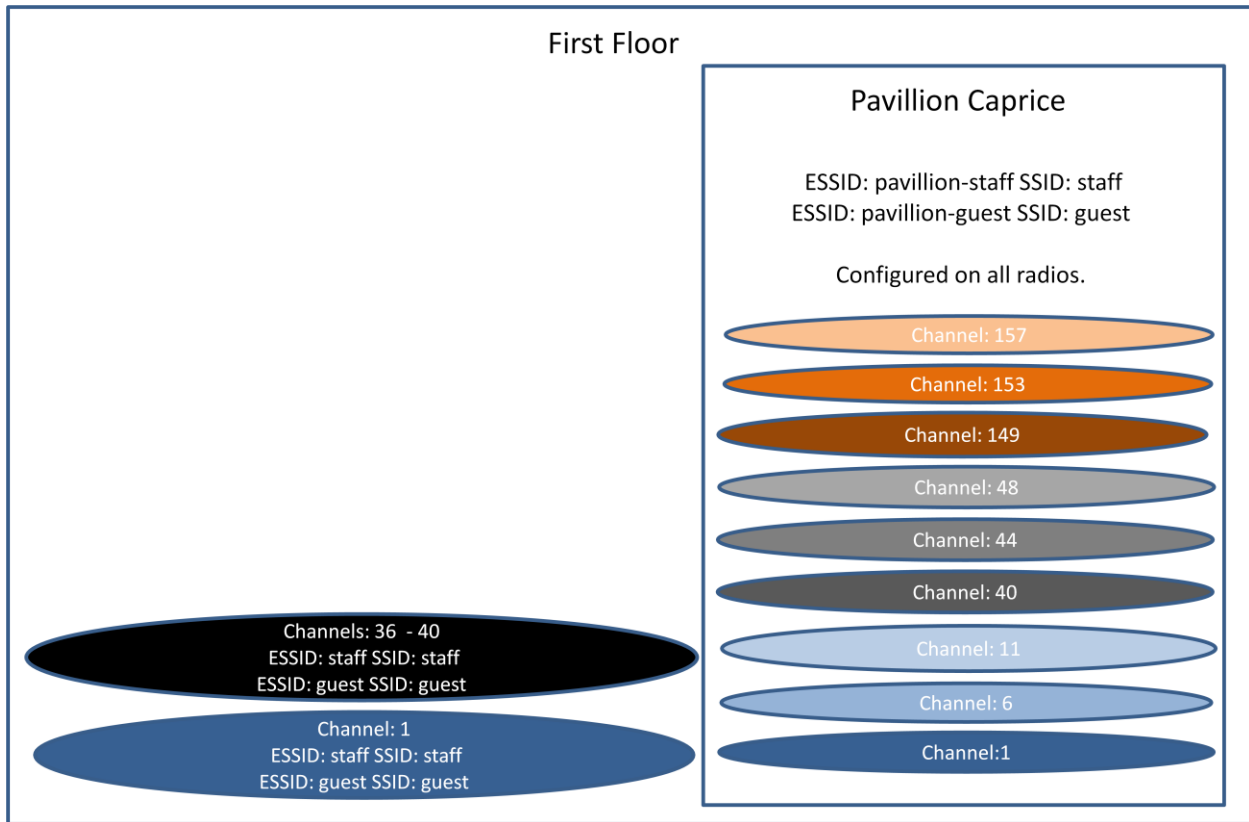 First Floor
Pavillion Caprice
ESSID: pavillion-staff SSID: staff
ESSID: pavillion-guest SSID: guest
Configured on all radios.
Channel: 157
Channel: 153
Channel: 149
Channel: 48
Channel: 44
Channel: 40
Channel: 11
Channel: 6
Channel:1
Channels: 36  - 40
ESSID: staff SSID: staff
ESSID: guest SSID: guest
Channel: 1
ESSID: staff SSID: staff
ESSID: guest SSID: guest